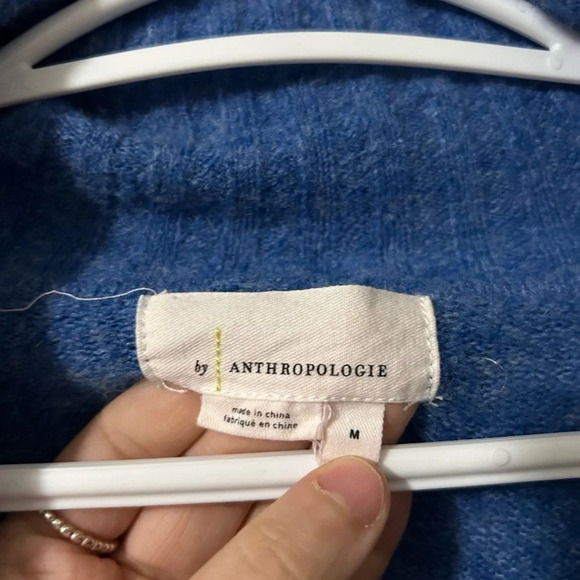 by ANTHROPOLOGIE
made in china
fabriqué en chine
M